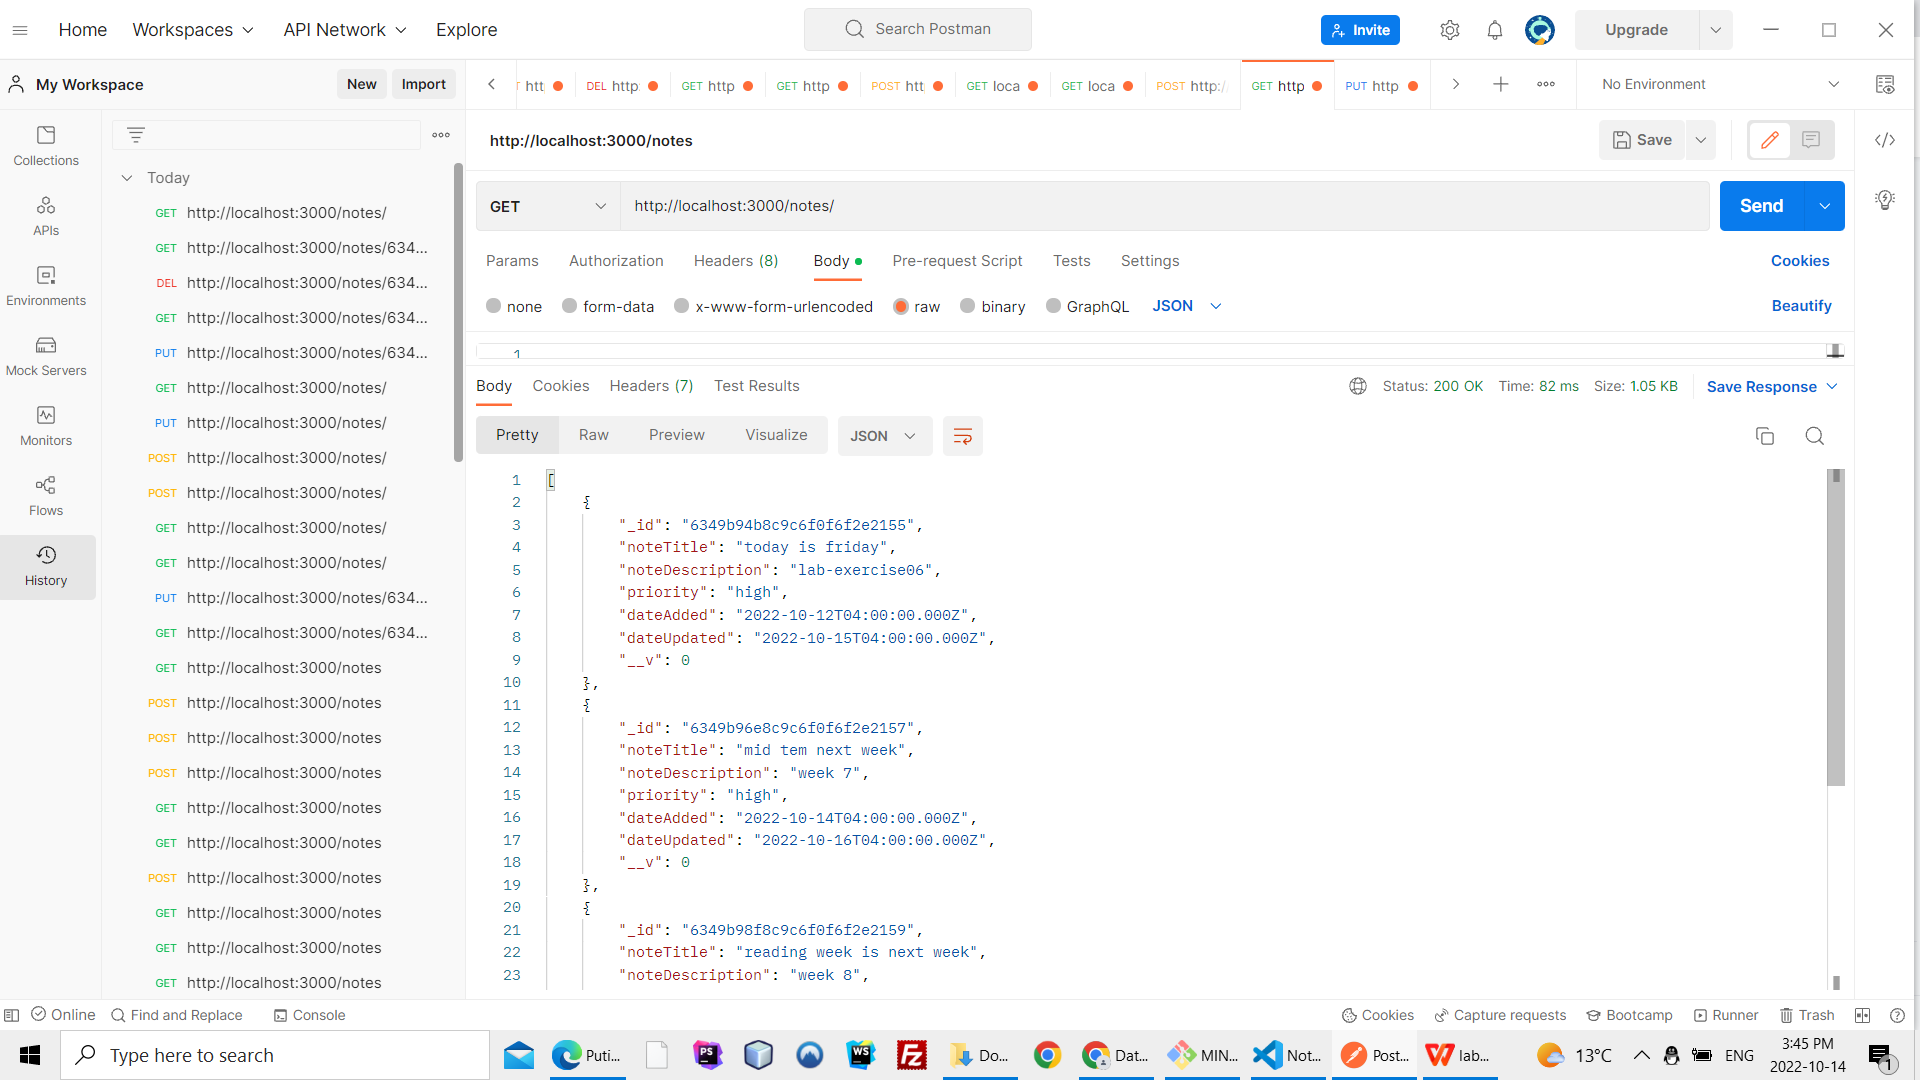 Home Workspaces API Network Explore Search Postman Invite Upgrade
My Workspace New Import htt DEL http GET http GET http POST htt GET loca GET loca POST http:/ GET http PUT http No Environment
http://localhost:3000/notes Save
GET http://localhost:3000/notes/ Send
Params Authorization Headers (8) Body Pre-request Script Tests Settings Cookies
none form-data x-www-form-urlencoded raw binary GraphQL JSON Beautify
1
Collections
APIs
Environments
Mock Servers
Monitors
Flows
History
Today
GET http://localhost:3000/notes/
GET http://localhost:3000/notes/634...
DEL http://localhost:3000/notes/634...
GET http://localhost:3000/notes/634...
PUT http://localhost:3000/notes/634...
GET http://localhost:3000/notes/
PUT http://localhost:3000/notes/
POST http://localhost:3000/notes/
POST http://localhost:3000/notes/
GET http://localhost:3000/notes/
GET http://localhost:3000/notes/
PUT http://localhost:3000/notes/634...
GET http://localhost:3000/notes/634...
GET http://localhost:3000/notes
POST http://localhost:3000/notes
POST http://localhost:3000/notes
POST http://localhost:3000/notes
GET http://localhost:3000/notes
GET http://localhost:3000/notes
POST http://localhost:3000/notes
GET http://localhost:3000/notes
GET http://localhost:3000/notes
GET http://localhost:3000/notes
Body Cookies Headers (7) Test Results Status: 200 OK Time: 82 ms Size: 1.05 KB Save Response
Pretty Raw Preview Visualize JSON
1 [
2 {
3 "_id": "6349b94b8c9c6f0f6f2e2155",
4 "noteTitle": "today is friday",
5 "noteDescription": "lab-exercise06",
6 "priority": "high",
7 "dateAdded": "2022-10-12T04:00:00.000Z",
8 "dateUpdated": "2022-10-15T04:00:00.000Z",
9 "__v": 0
10 },
11 {
12 "_id": "6349b96e8c9c6f0f6f2e2157",
13 "noteTitle": "mid tem next week",
14 "noteDescription": "week 7",
15 "priority": "high",
16 "dateAdded": "2022-10-14T04:00:00.000Z",
17 "dateUpdated": "2022-10-16T04:00:00.000Z",
18 "__v": 0
19 },
20 {
21 "_id": "6349b98f8c9c6f0f6f2e2159",
22 "noteTitle": "reading week is next week",
23 "noteDescription": "week 8",
Online Find and Replace Console Cookies Capture requests Bootcamp Runner Trash
Type here to search Puti... PS WS Fz Do... Dat... MIN... Not... Post... lab... 13°C ENG 3:45 PM
2022-10-14 1